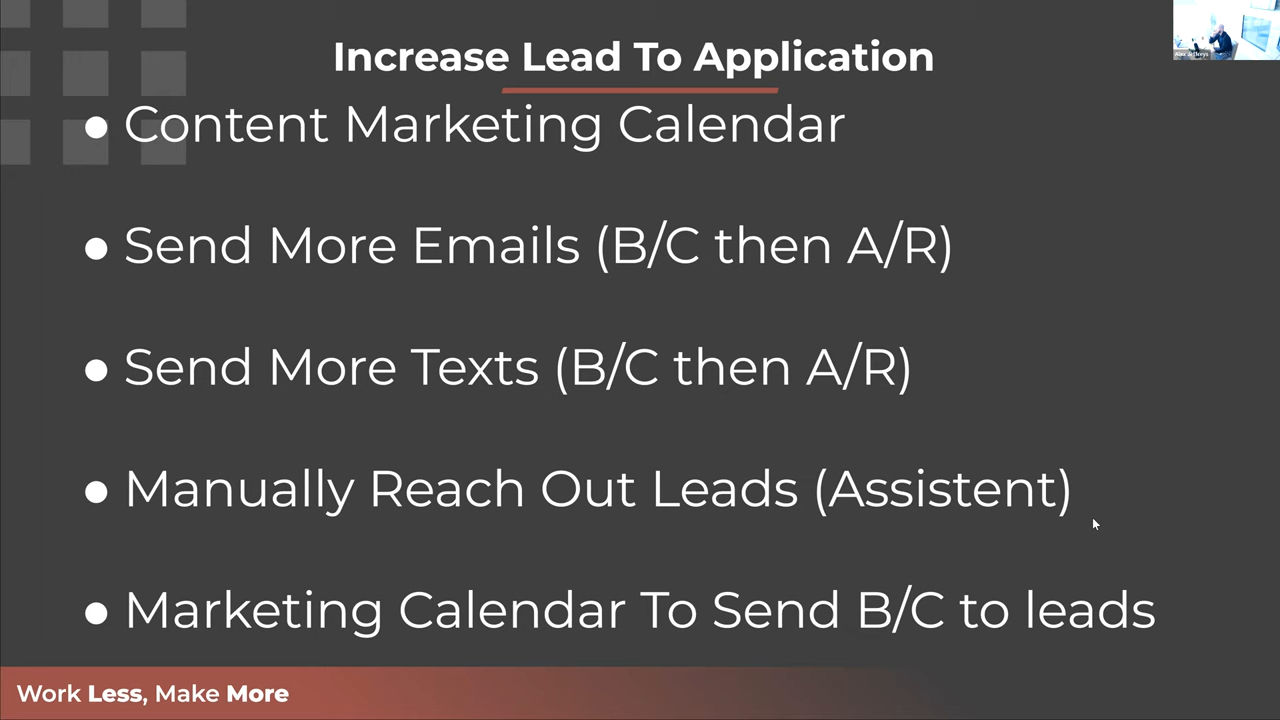 Increase Lead To Application
● Content Marketing Calendar
● Send More Emails (B/C then A/R)
● Send More Texts (B/C then A/R)
● Manually Reach Out Leads (Assistent)
● Marketing Calendar To Send B/C to leads
Work Less, Make More